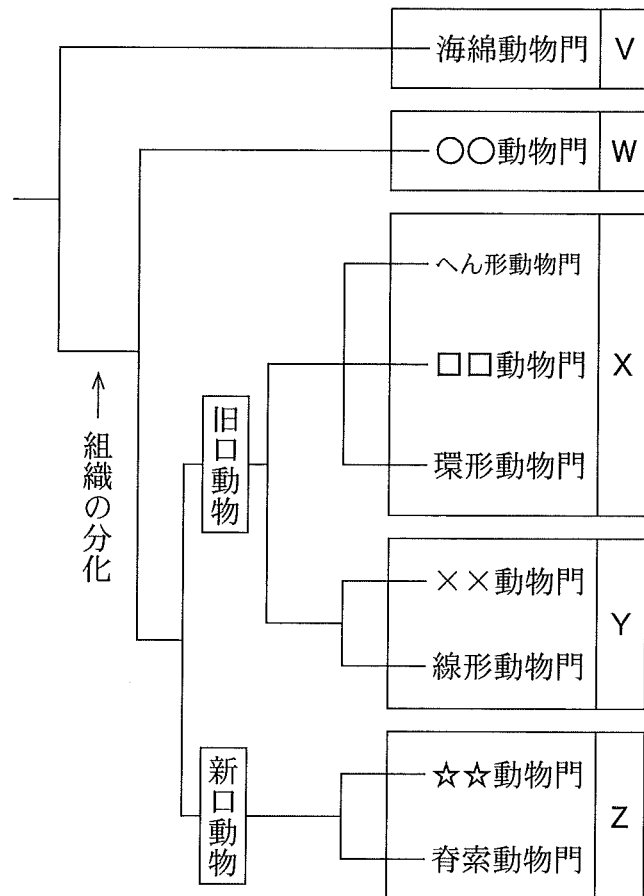 海綿動物門 V
○○動物門 W
へん形動物門
□□動物門 X
環形動物門
旧口動物
↑組織の分化
××動物門
線形動物門 Y
新口動物
☆☆動物門
脊索動物門 Z